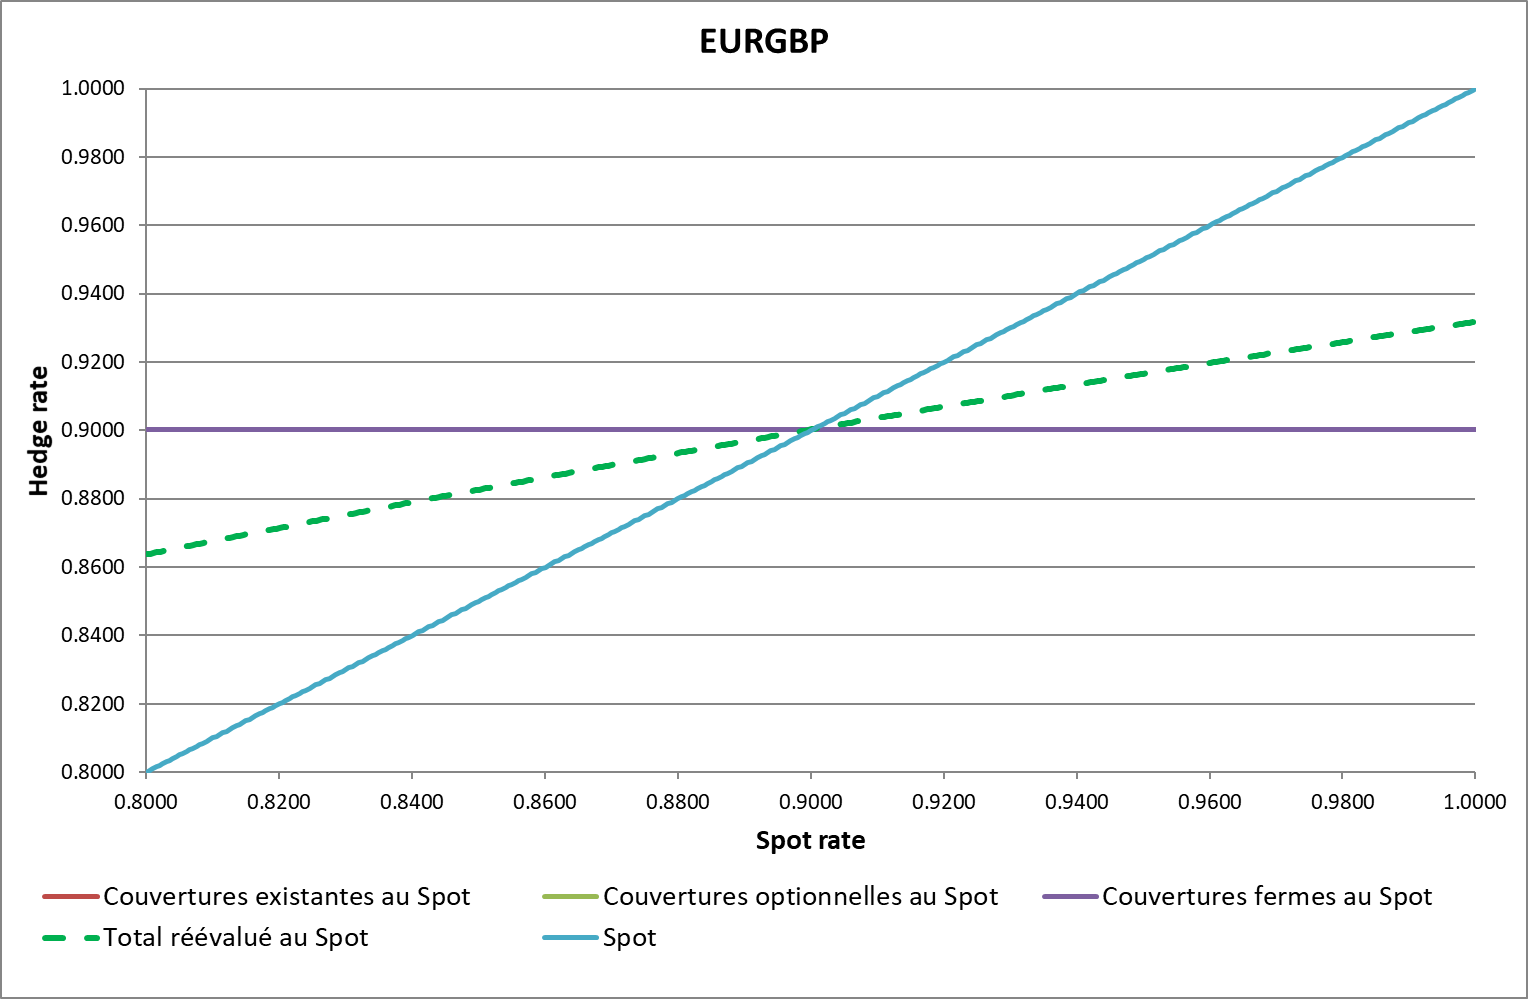 EURGBP
1.0000
0.9800
0.9600
0.9400
0.9200
0.9000
0.8800
0.8600
0.8400
0.8200
0.8000
Hedge rate
0.8000 0.8200 0.8400 0.8600 0.8800 0.9000 0.9200 0.9400 0.9600 0.9800 1.0000
Spot rate
Couvertures existantes au Spot Couvertures optionnelles au Spot Couvertures fermes au Spot
Total réévalué au Spot Spot